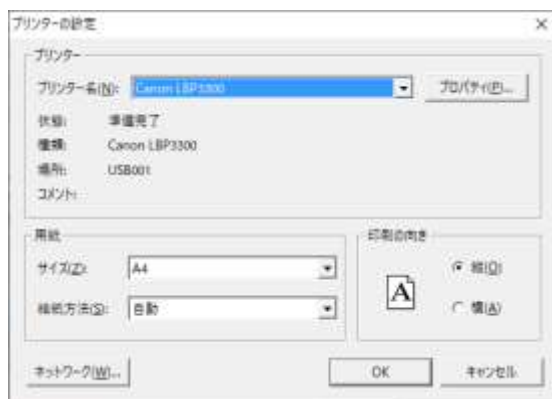 プリンターの設定
プリンター
プリンター名(N): Canon LBP3300 プロパティ(P)...
状態: 準備完了
種類: Canon LBP3300
場所: USB001
コメント:
用紙
サイズ(Z): A4
給紙方法(S): 自動
印刷の向き
A
縦(O)
横(A)
ネットワーク(W)... OK キャンセル